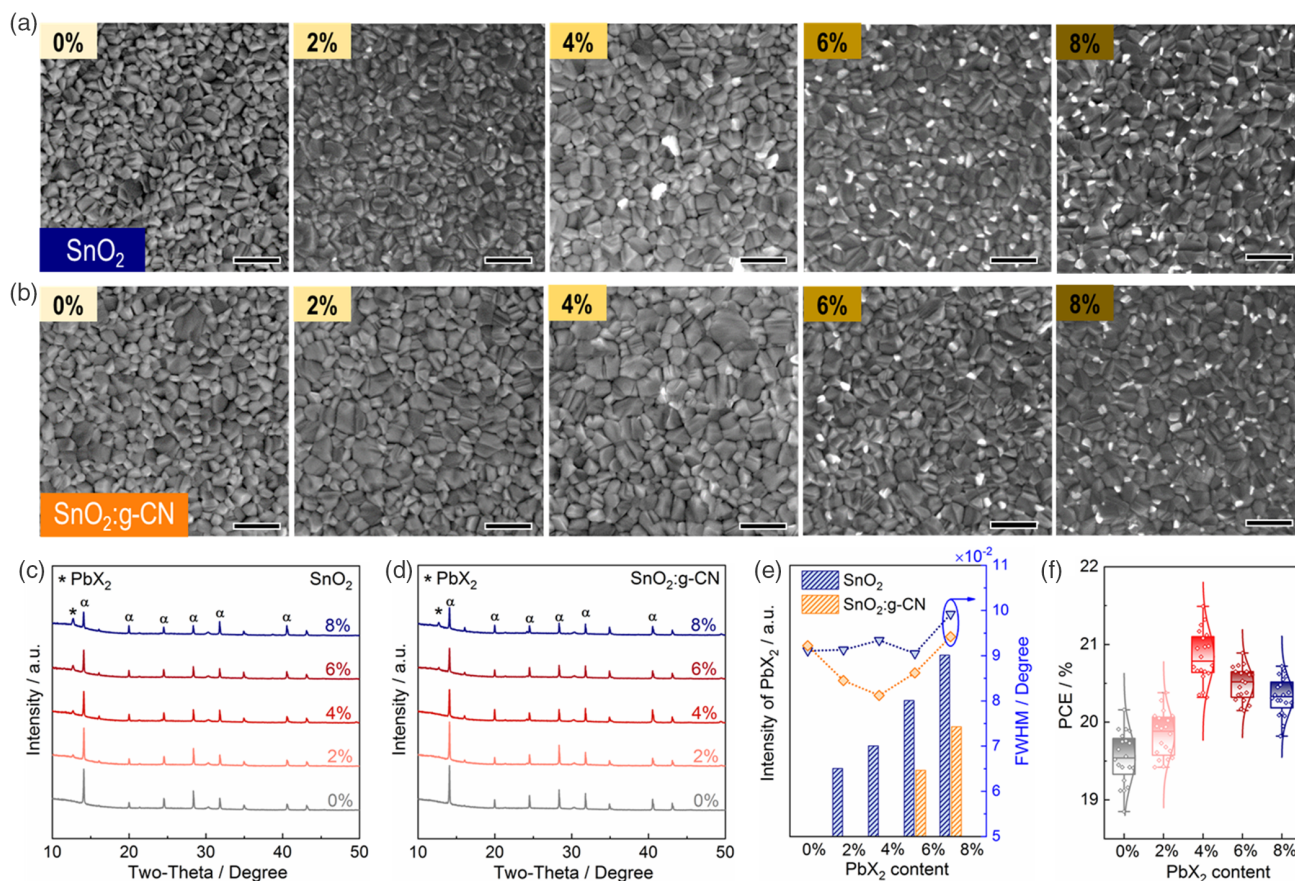 (a)
0%
2%
4%
6%
8%
SnO₂
(b)
0%
2%
4%
6%
8%
SnO₂:g-CN
(c)
* PbX₂
SnO₂
*
α
α
α
α
α
α
8%
6%
4%
2%
0%
Intensity / a.u.
10
20
30
40
50
Two-Theta / Degree
(d)
* PbX₂
SnO₂:g-CN
*
α
α
α
α
α
α
8%
6%
4%
2%
0%
Intensity / a.u.
10
20
30
40
50
Two-Theta / Degree
(e)
×10⁻²
SnO₂
SnO₂:g-CN
Intensity of PbX₂ / a.u.
11
10
9
8
7
6
5
FWHM / Degree
0%
2%
4%
6%
8%
PbX₂ content
(f)
22
21
20
19
PCE / %
0%
2%
4%
6%
8%
PbX₂ content